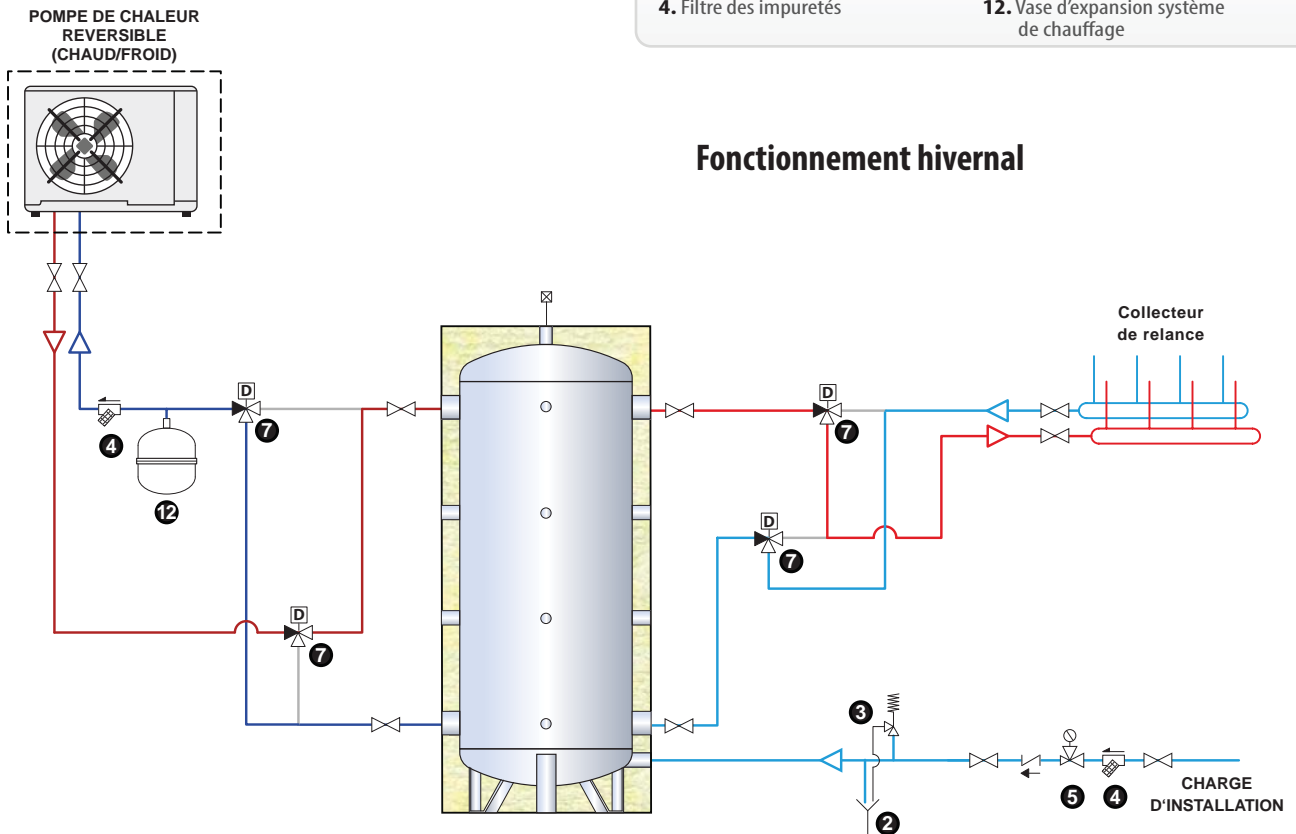 POMPE DE CHALEUR
REVERSIBLE
(CHAUD/FROID)
4. Filtre des impuretés
12. Vase d'expansion système
de chauffage
Fonctionnement hivernal
Collecteur
de relance
D
7
D
7
4
12
D
7
D
7
3
5
4
2
CHARGE
D'INSTALLATION